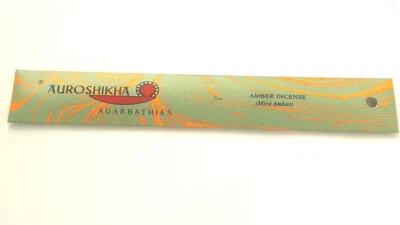 ® AUROSHIKHA
AGARBATHIES
AMBER INCENSE
(Mira Amber)